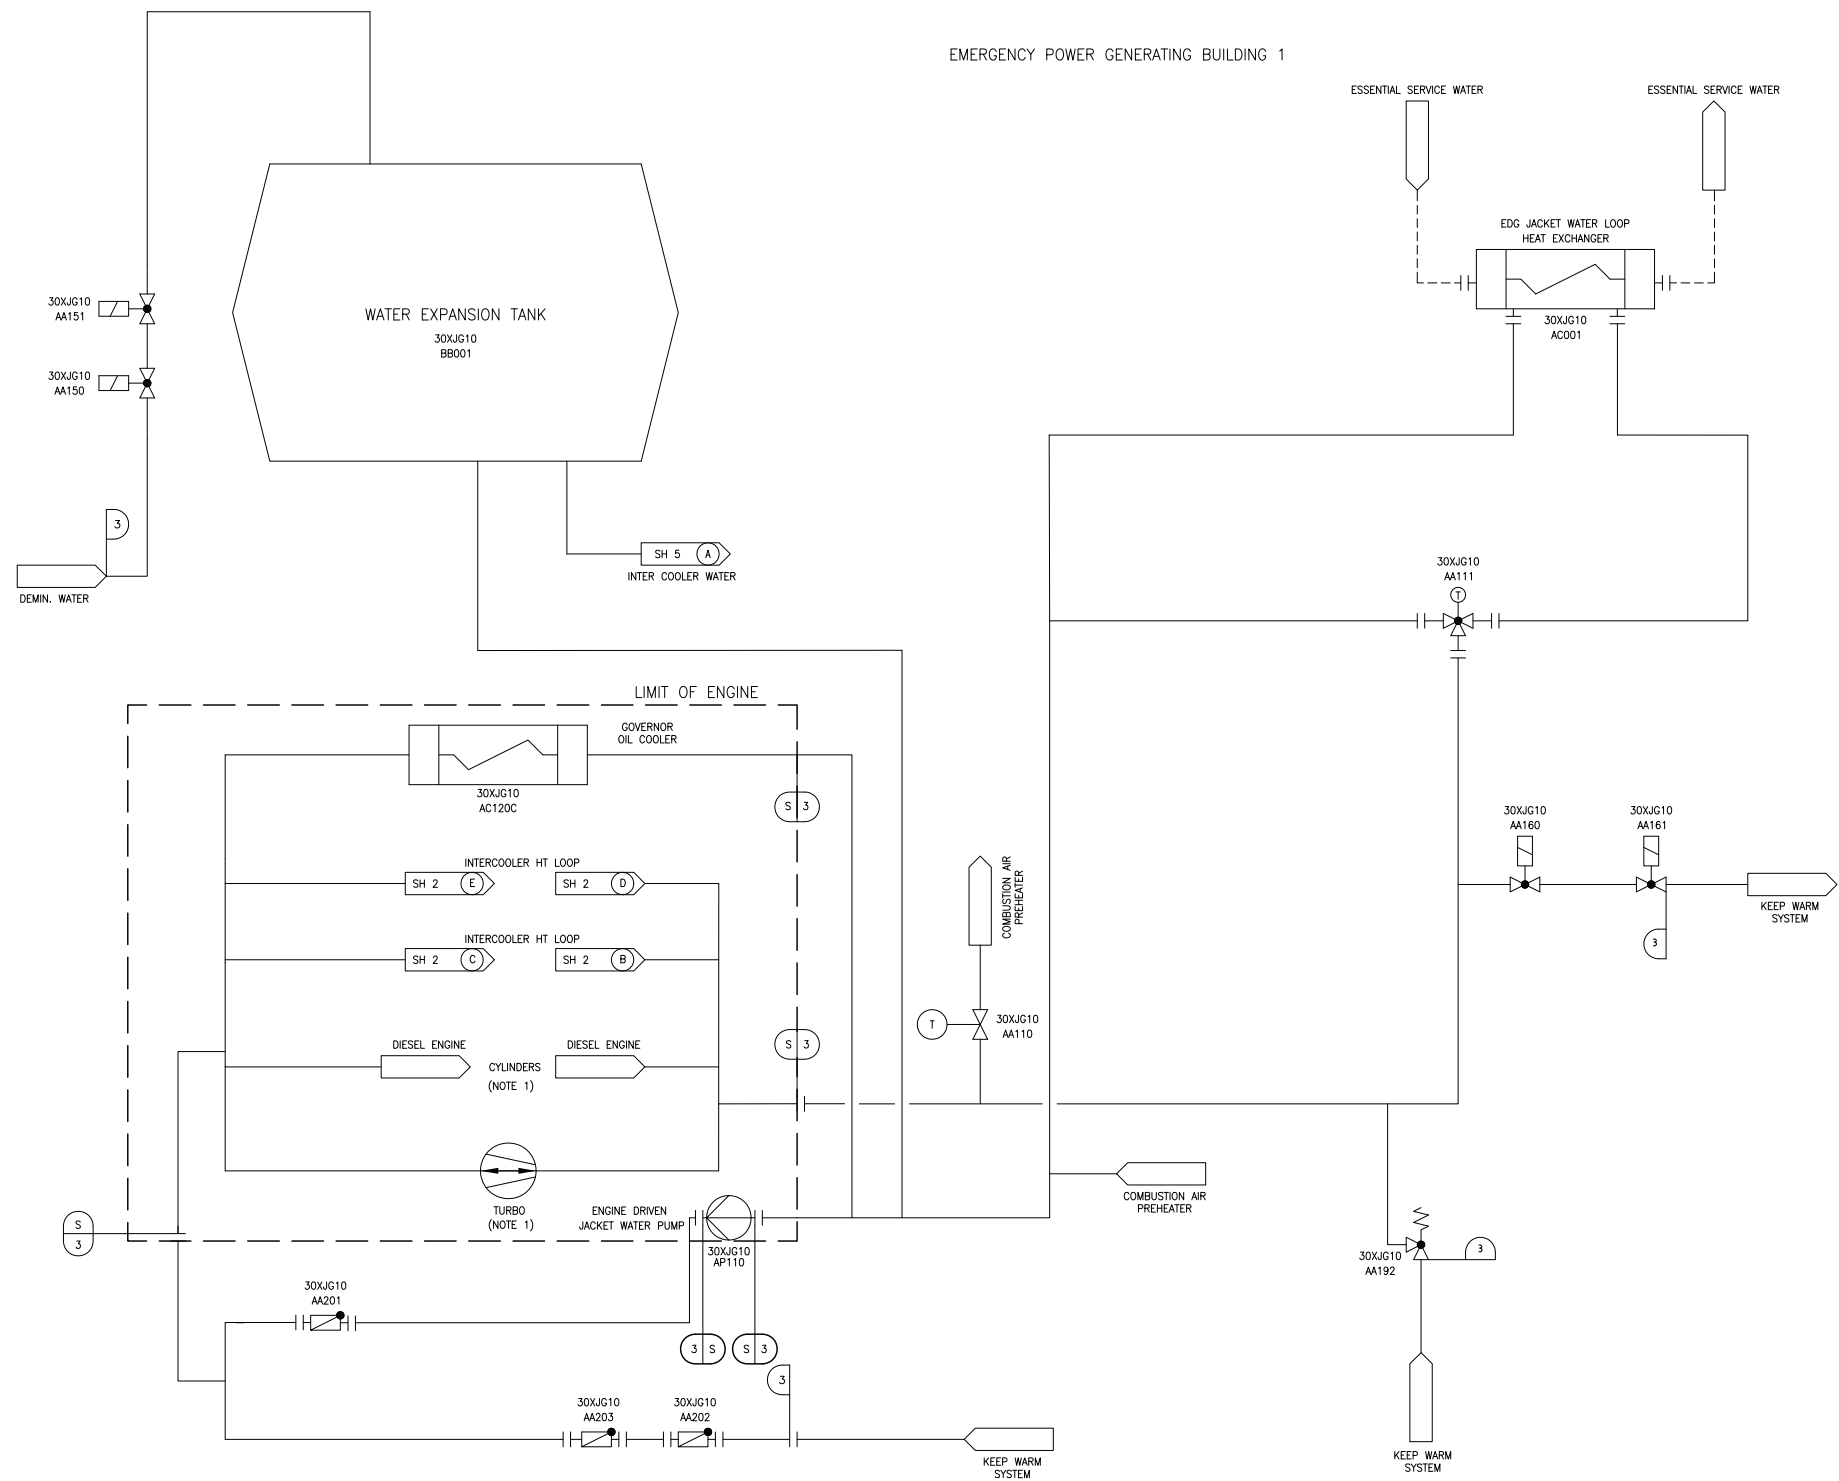 EMERGENCY POWER GENERATING BUILDING 1
ESSENTIAL SERVICE WATER
ESSENTIAL SERVICE WATER
EDG JACKET WATER LOOP
HEAT EXCHANGER
30XJG10
AC001
30XJG10
AA151
30XJG10
AA150
WATER EXPANSION TANK
30XJG10
BB001
3
DEMIN. WATER
SH 5 A
INTER COOLER WATER
30XJG10
AA111
T
LIMIT OF ENGINE
GOVERNOR
OIL COOLER
30XJG10
AC120C
S 3
30XJG10
AA160
30XJG10
AA161
KEEP WARM
SYSTEM
3
INTERCOOLER HT LOOP
SH 2 E
SH 2 D
INTERCOOLER HT LOOP
SH 2 C
SH 2 B
COMBUSTION AIR
PREHEATER
T
30XJG10
AA110
S 3
DIESEL ENGINE
DIESEL ENGINE
CYLINDERS
(NOTE 1)
TURBO
(NOTE 1)
ENGINE DRIVEN
JACKET WATER PUMP
30XJG10
AP110
COMBUSTION AIR
PREHEATER
S
3
30XJG10
AA192
3
30XJG10
AA201
3 S
S 3
3
30XJG10
AA203
30XJG10
AA202
KEEP WARM
SYSTEM
KEEP WARM
SYSTEM